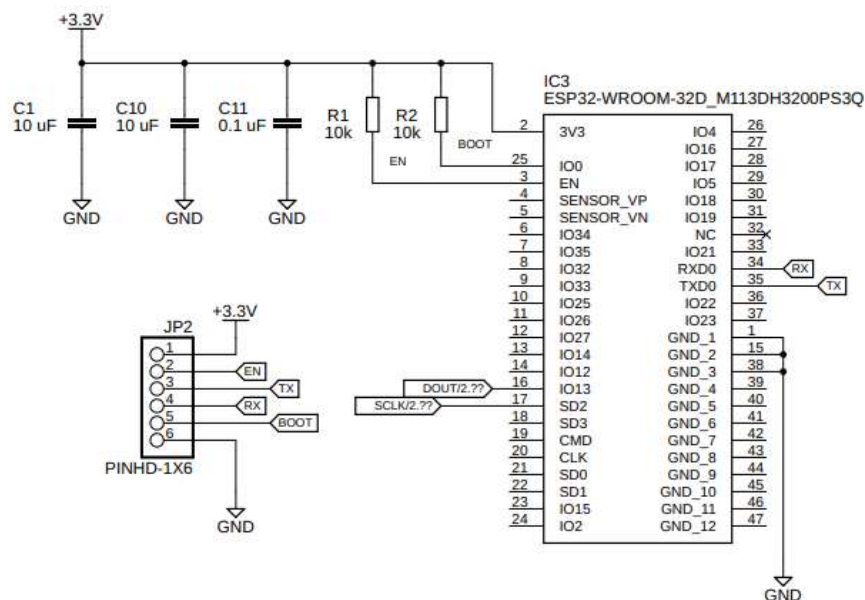 +3.3V
C1
10 uF
C10
10 uF
C11
0.1 uF
R1
10k
R2
10k
EN
BOOT
GND
GND
GND
IC3
ESP32-WROOM-32D_M113DH3200PS3Q
2 3V3
25 IO0
3 EN
4 SENSOR_VP
5 SENSOR_VN
6 IO34
7 IO35
8 IO32
9 IO33
10 IO25
11 IO26
12 IO27
13 IO14
14 IO12
16 IO13
17 SD2
18 SD3
19 CMD
20 CLK
21 SD0
22 SD1
23 IO15
24 IO2
IO4 26
IO16 27
IO17 28
IO5 29
IO18 30
IO19 31
NC 32
IO21 33
RXD0 34 RX
TXD0 35 TX
IO22 36
IO23 37
GND_1 1
GND_2 15
GND_3 38
GND_4 39
GND_5 40
GND_6 41
GND_7 42
GND_8 43
GND_9 44
GND_10 45
GND_11 46
GND_12 47
GND
DOUT/2.??
SCLK/2.??
+3.3V
JP2
1
2 EN
3 TX
4 RX
5 BOOT
6
PINHD-1X6
GND